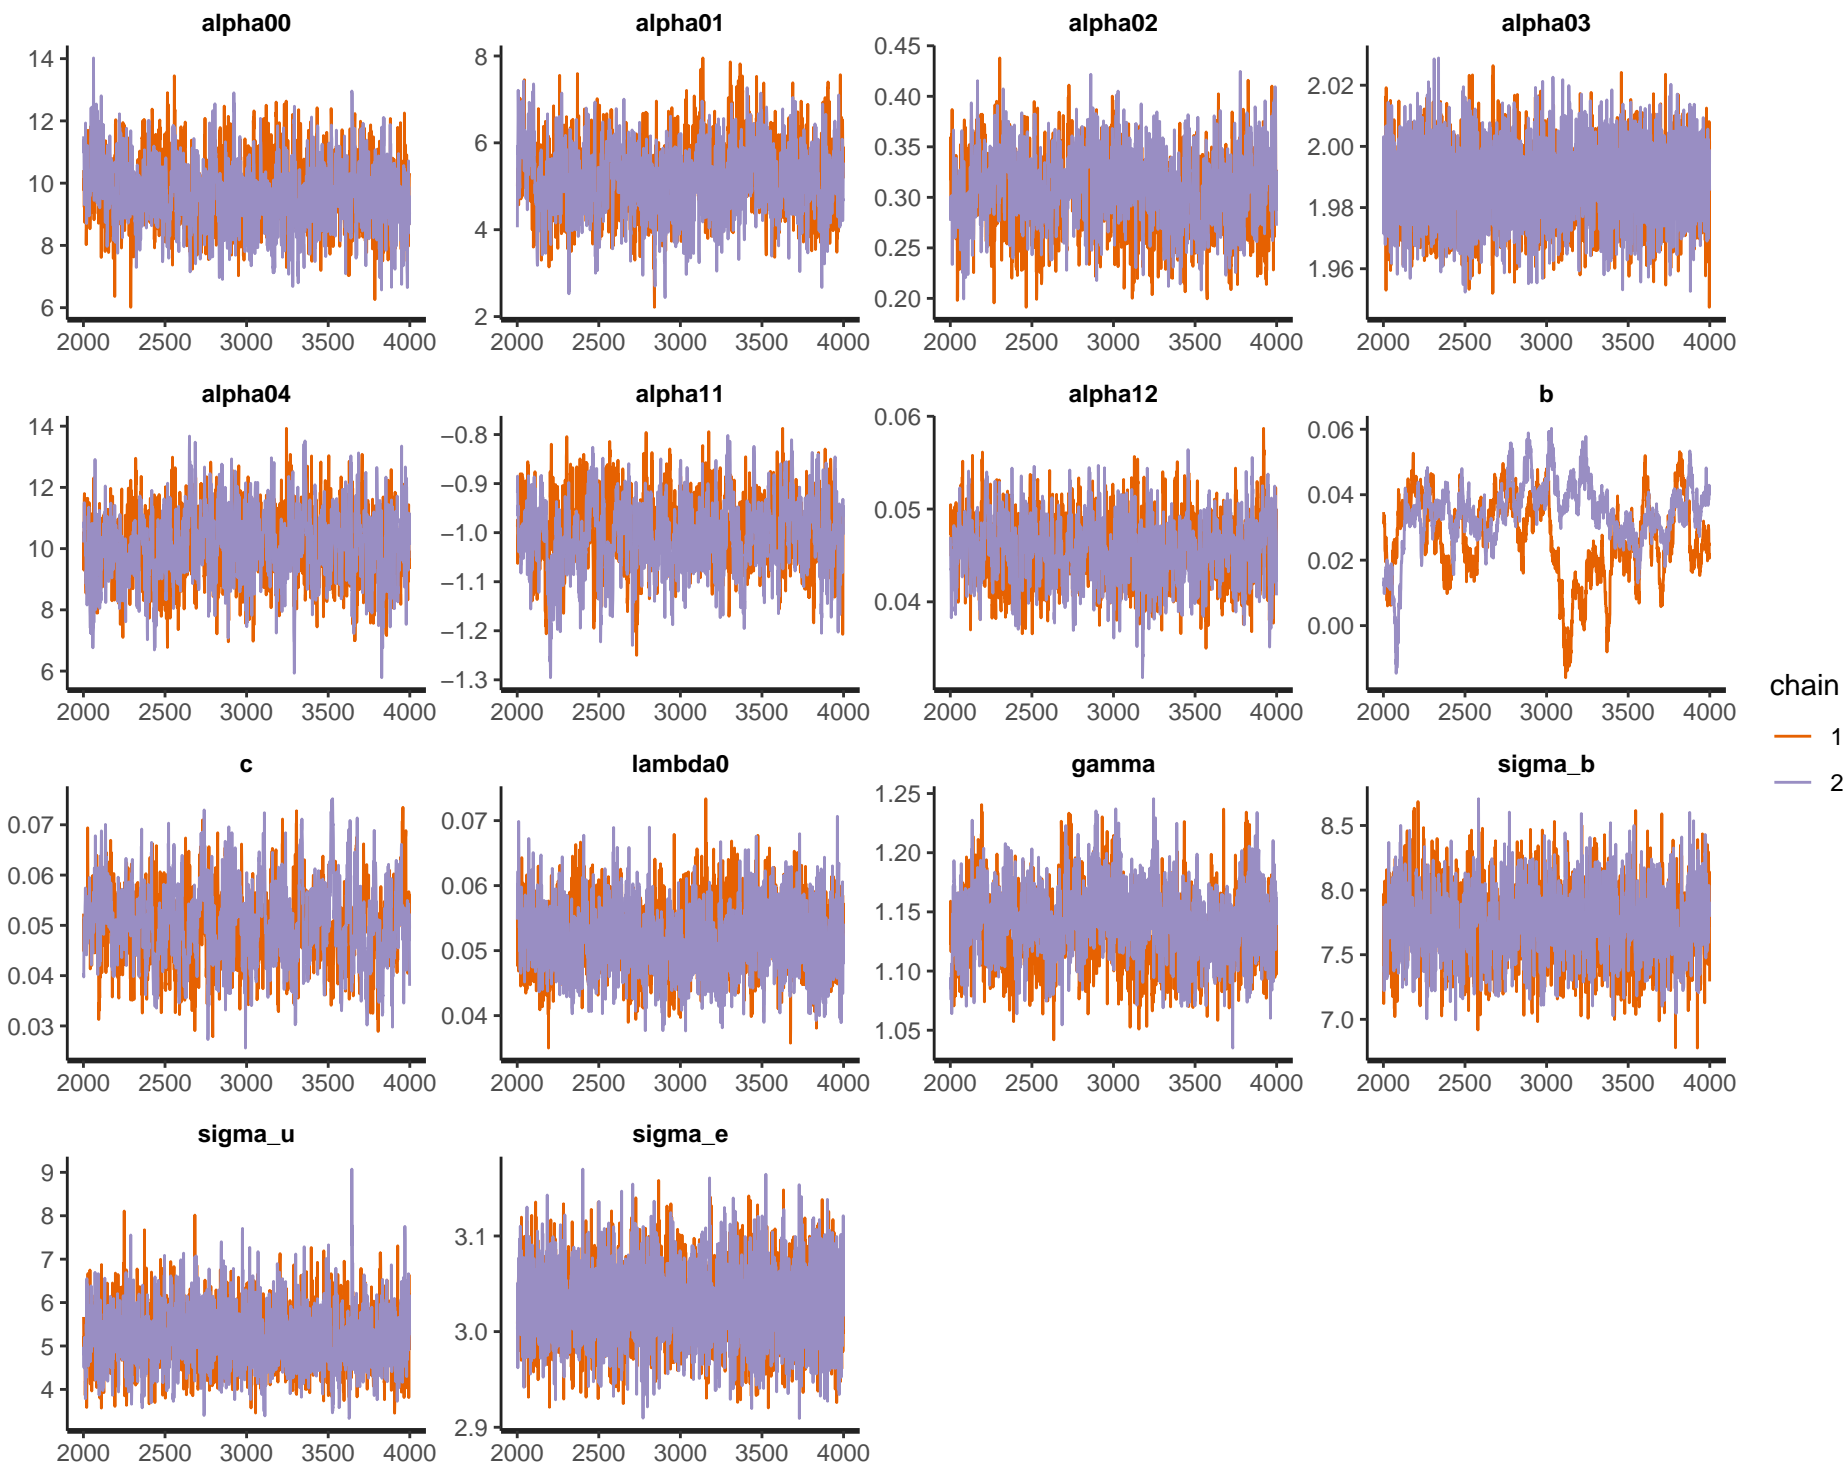 alpha00 alpha01 alpha02 alpha03
14 12 10 8 6
8 6 4 2
0.45 0.40 0.35 0.30 0.25 0.20
2.02 2.00 1.98 1.96
2000 2500 3000 3500 4000 2000 2500 3000 3500 4000 2000 2500 3000 3500 4000 2000 2500 3000 3500 4000
alpha04 alpha11 alpha12 b
14 12 10 8 6
−0.8 −0.9 −1.0 −1.1 −1.2 −1.3
0.06 0.05 0.04
0.06 0.04 0.02 0.00
2000 2500 3000 3500 4000 2000 2500 3000 3500 4000 2000 2500 3000 3500 4000 2000 2500 3000 3500 4000
chain
1
2
c lambda0 gamma sigma_b
0.07 0.06 0.05 0.04 0.03
0.07 0.06 0.05 0.04
1.25 1.20 1.15 1.10 1.05
8.5 8.0 7.5 7.0
2000 2500 3000 3500 4000 2000 2500 3000 3500 4000 2000 2500 3000 3500 4000 2000 2500 3000 3500 4000
sigma_u sigma_e
9 8 7 6 5 4
3.1 3.0 2.9
2000 2500 3000 3500 4000 2000 2500 3000 3500 4000